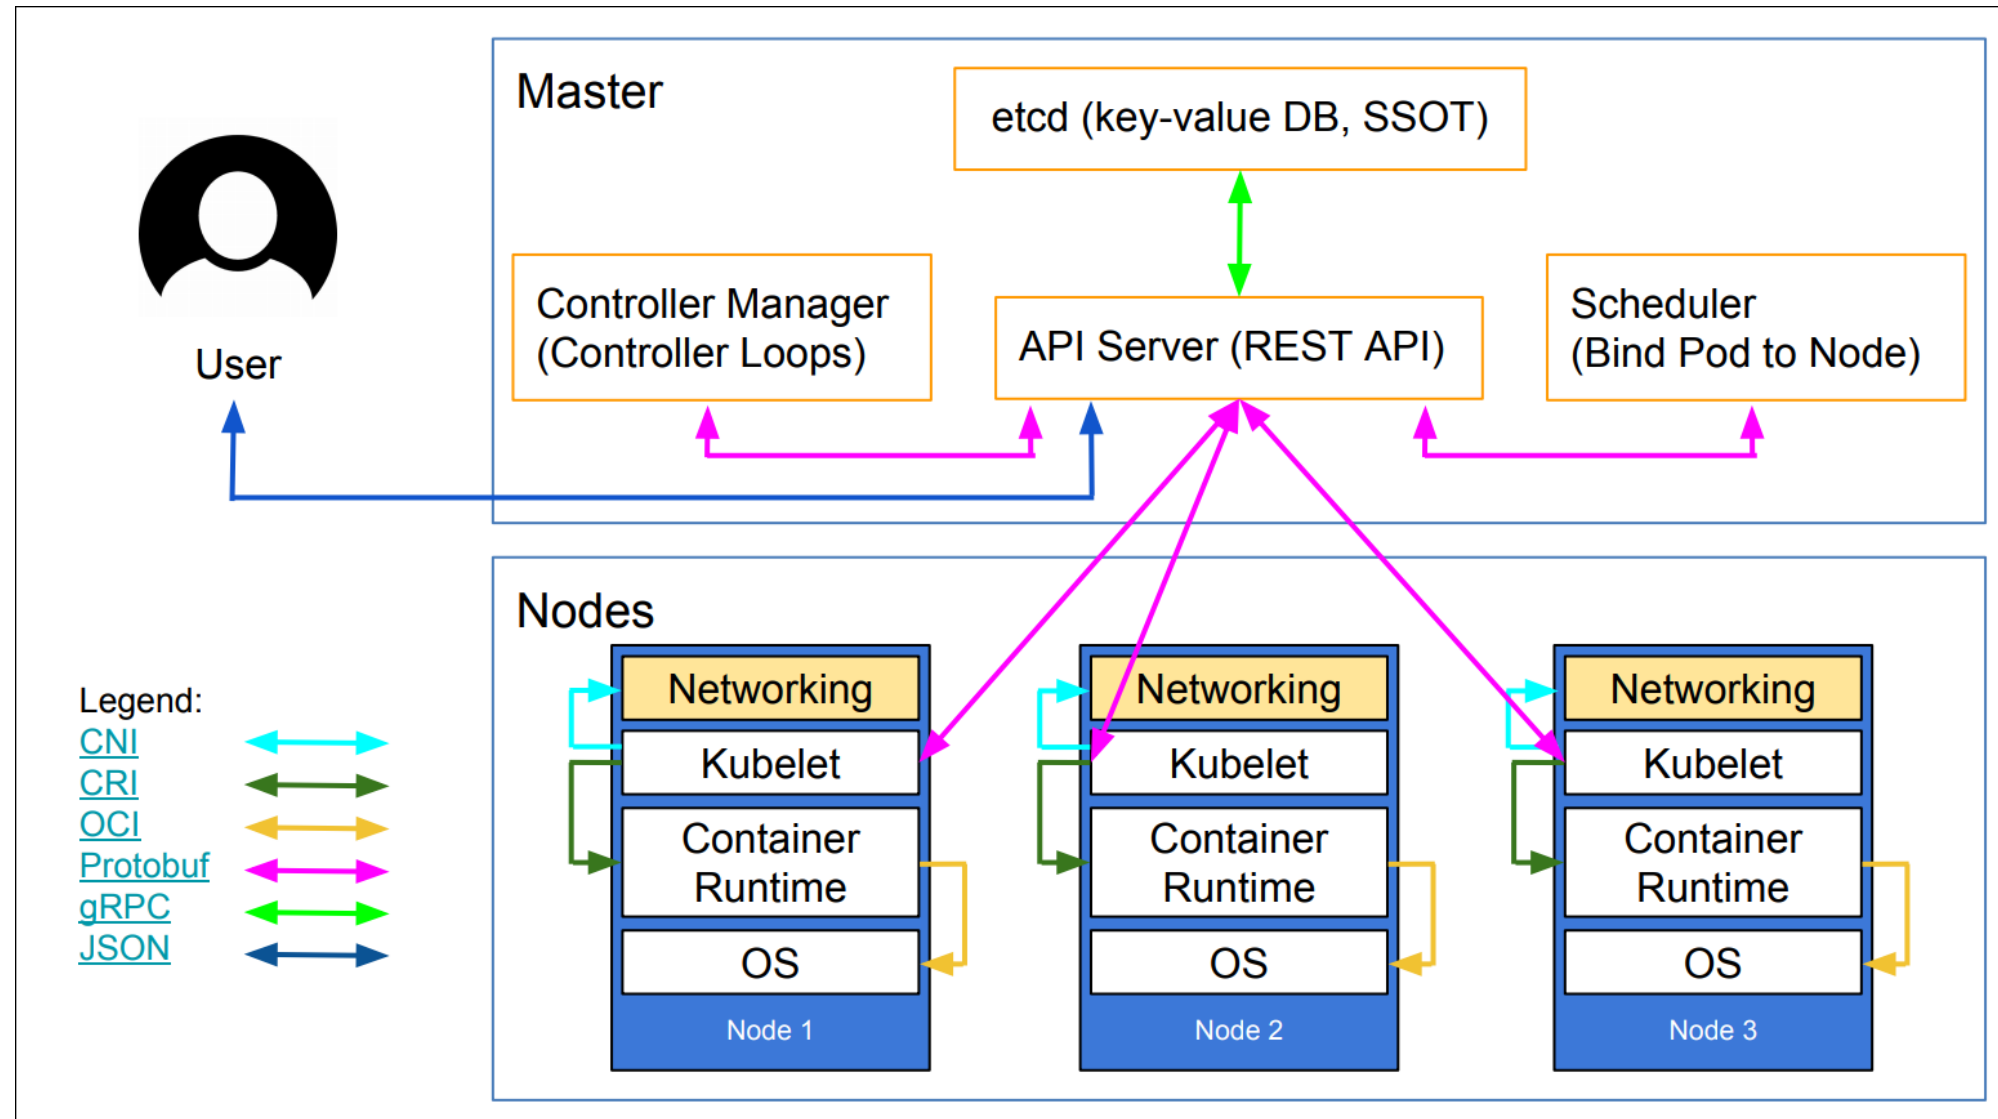 Master
etcd (key-value DB, SSOT)
Controller Manager
(Controller Loops)
API Server (REST API)
Scheduler
(Bind Pod to Node)
User
Nodes
Networking
Kubelet
Container
Runtime
OS
Node 1
Networking
Kubelet
Container
Runtime
OS
Node 2
Networking
Kubelet
Container
Runtime
OS
Node 3
Legend:
CNI
CRI
OCI
Protobuf
gRPC
JSON